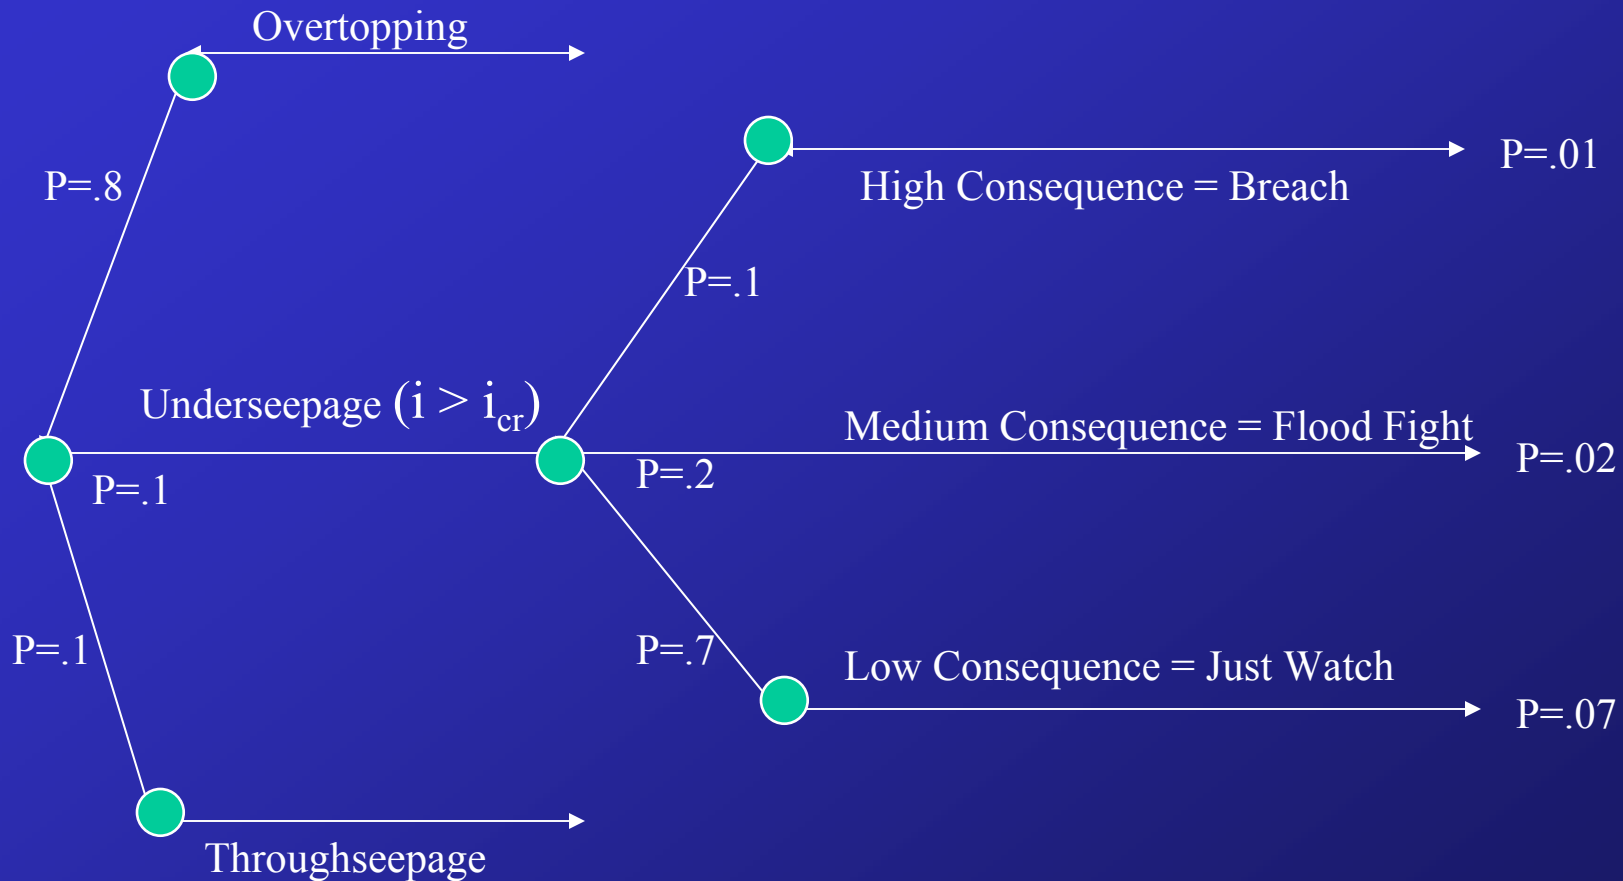 Overtopping
P=.8
P=.01
High Consequence = Breach
P=.1
Underseepage (i > icr)
Medium Consequence = Flood Fight
P=.02
P=.1
P=.2
P=.1
P=.7
Low Consequence = Just Watch
P=.07
Throughseepage